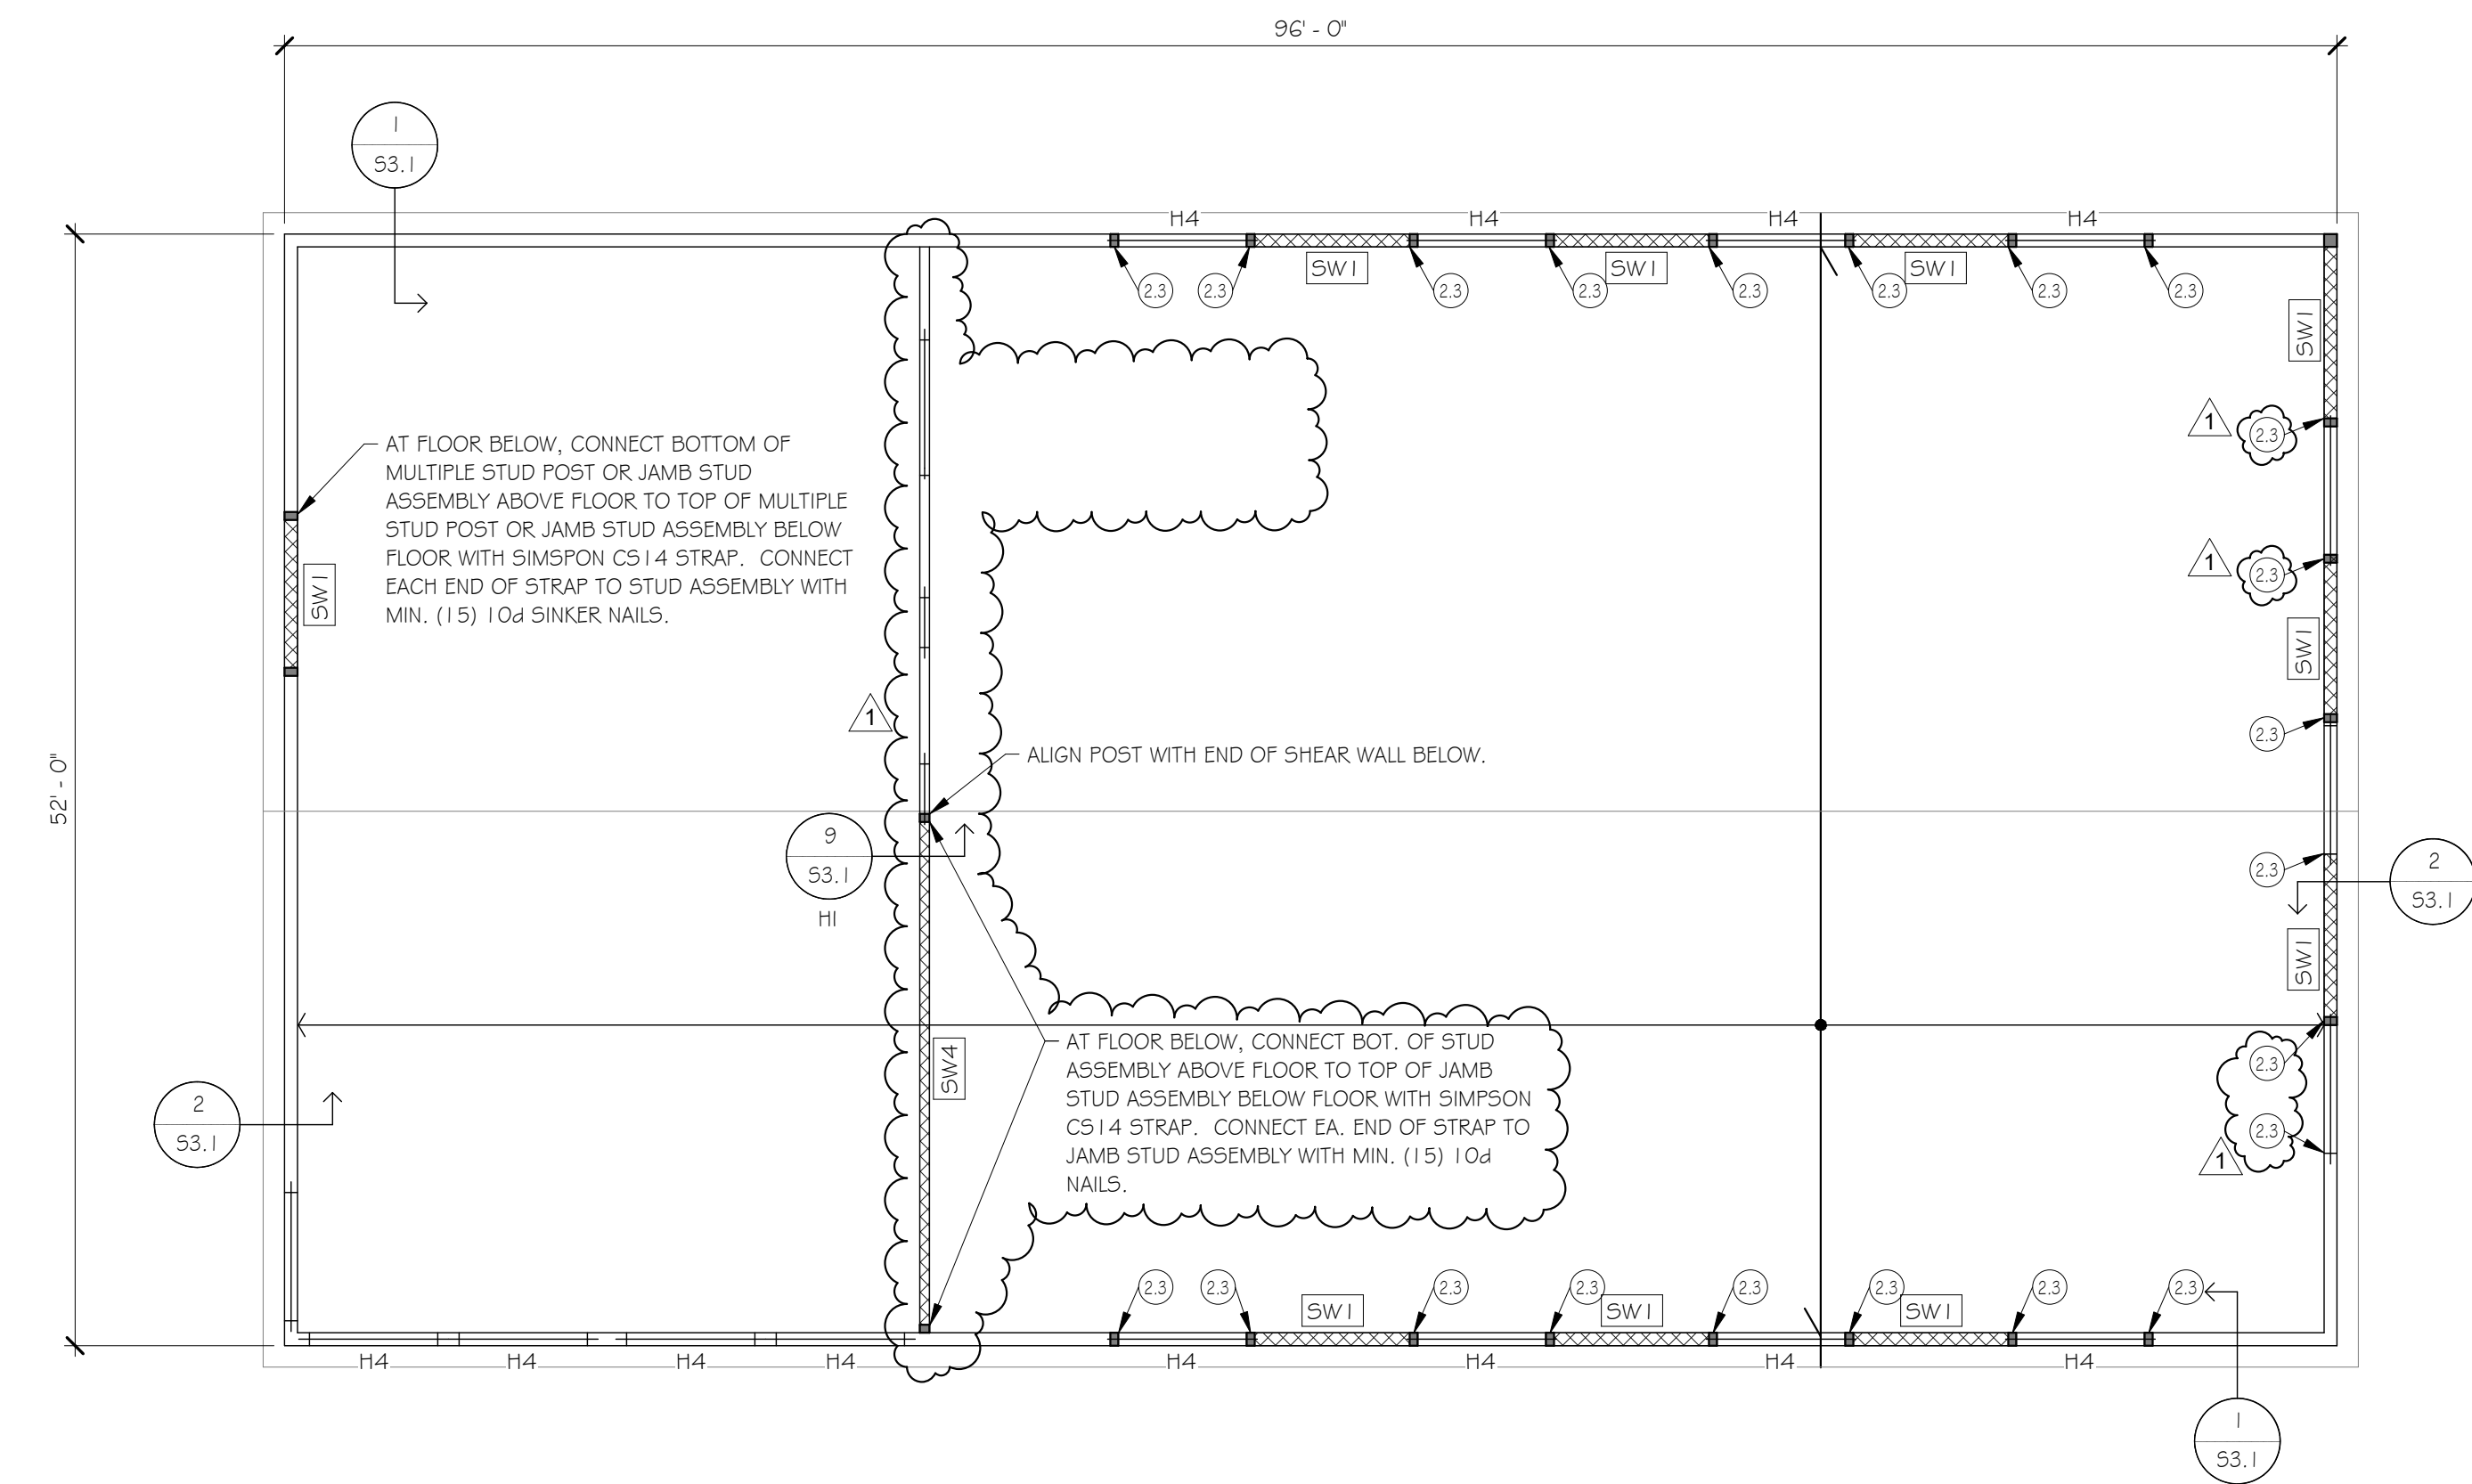 96' - 0"
1
S3.1
H4
H4
H4
H4
SW1
SW1
SW1
2.3
2.3
2.3
2.3
2.3
2.3
2.3
2.3
SW1
1
2.3
AT FLOOR BELOW, CONNECT BOTTOM OF
MULTIPLE STUD POST OR JAMB STUD
ASSEMBLY ABOVE FLOOR TO TOP OF MULTIPLE
STUD POST OR JAMB STUD ASSEMBLY BELOW
FLOOR WITH SIMSPON CS14 STRAP. CONNECT
EACH END OF STRAP TO STUD ASSEMBLY WITH
MIN. (15) 10d SINKER NAILS.
SW1
1
2.3
SW1
1
2.3
ALIGN POST WITH END OF SHEAR WALL BELOW.
52' - 0"
9
S3.1
H1
2.3
2
S3.1
SW1
SW4
AT FLOOR BELOW, CONNECT BOT. OF STUD
ASSEMBLY ABOVE FLOOR TO TOP OF JAMB
STUD ASSEMBLY BELOW FLOOR WITH SIMPSON
CS14 STRAP. CONNECT EA. END OF STRAP TO
JAMB STUD ASSEMBLY WITH MIN. (15) 10d
NAILS.
2.3
2.3
1
2
S3.1
2.3
2.3
2.3
2.3
2.3
2.3
2.3
2.3
SW1
SW1
SW1
H4
H4
H4
H4
H4
H4
H4
H4
1
S3.1